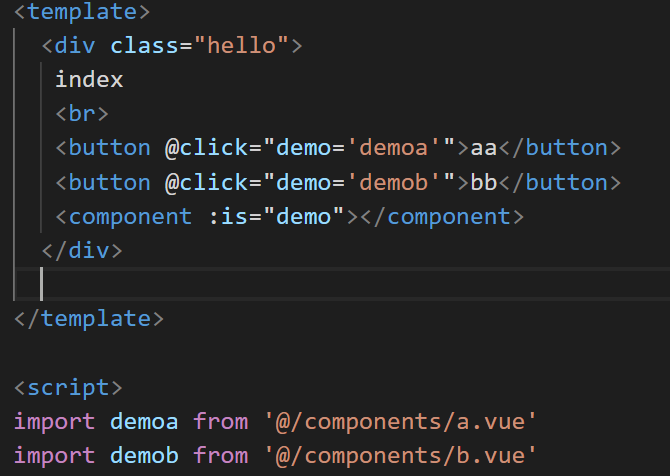 <template>
<div class="hello">
index
<br>
<button @click="demo='demoa'">aa</button>
<button @click="demo='demob'">bb</button>
<component :is="demo"></component>
</div>
</template>
<script>
import demoa from '@/components/a.vue'
import demob from '@/components/b.vue'